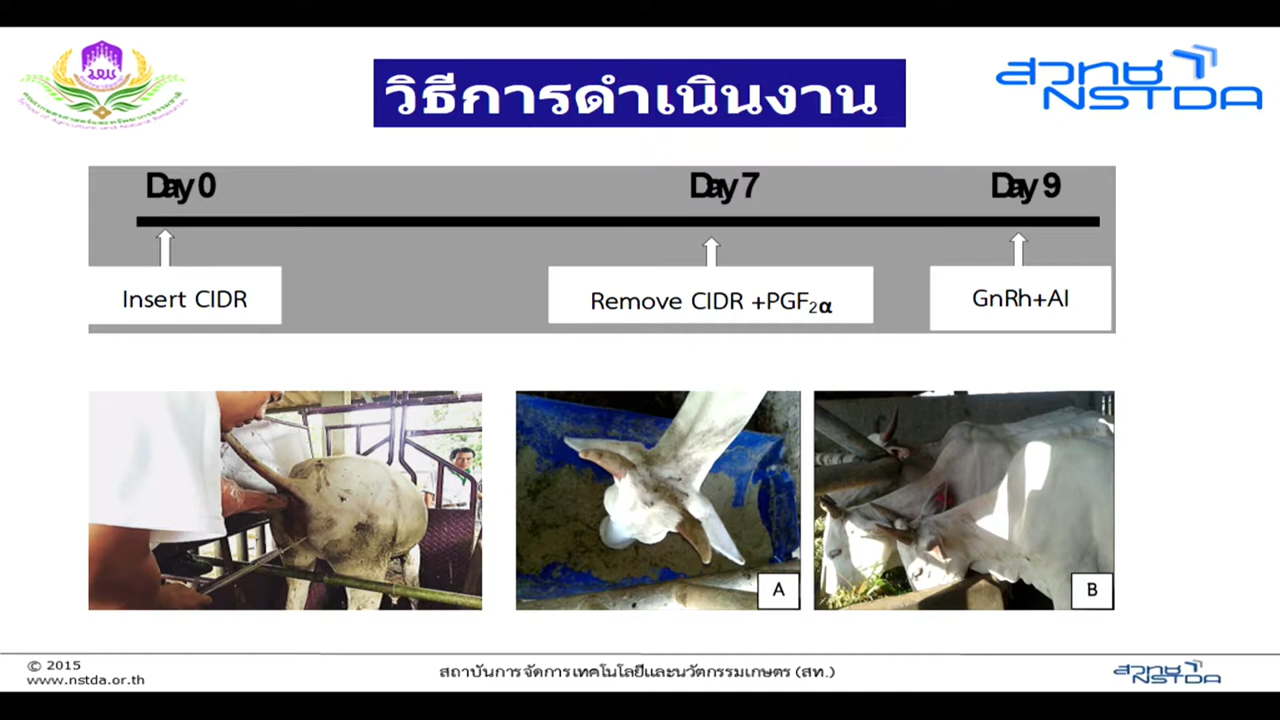 วิธีการดำเนินงาน
สวทช
NSTDA
Day 0
Day 7
Day 9
Insert CIDR
Remove CIDR +PGF₂α
GnRh+AI
A
B
© 2015
www.nstda.or.th
สถาบันการจัดการเทคโนโลยีและนวัตกรรมเกษตร (สท.)
สวทช
NSTDA